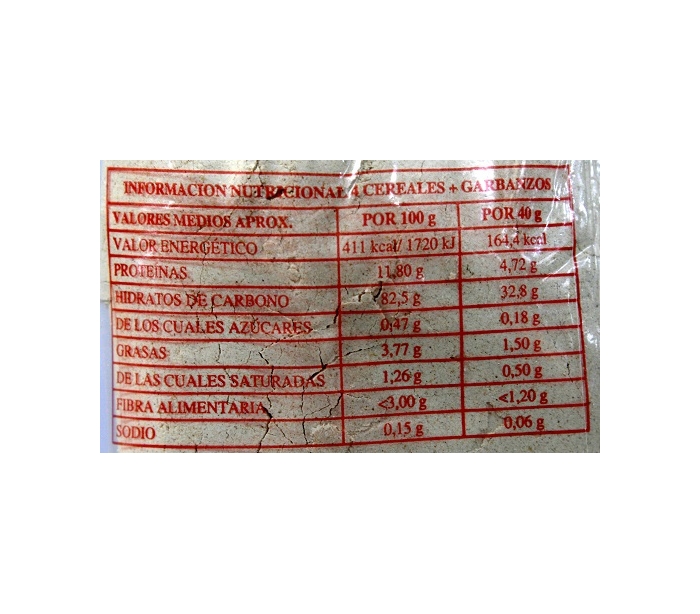 INFORMACION NUTRICIONAL 4 CEREALES + GARBANZOS
VALORES MEDIOS APROX. POR 100 g POR 40 g
VALOR ENERGÉTICO 411 kcal/ 1720 kJ 164,4 kcal
PROTEINAS 11,80 g 4,72 g
HIDRATOS DE CARBONO 82,5 g 32,8 g
DE LOS CUALES AZÚCARES 0,47 g 0,18 g
GRASAS 3,77 g 1,50 g
DE LAS CUALES SATURADAS 1,26 g 0,50 g
FIBRA ALIMENTARIA <3,00 g <1,20 g
SODIO 0,15 g 0,06 g